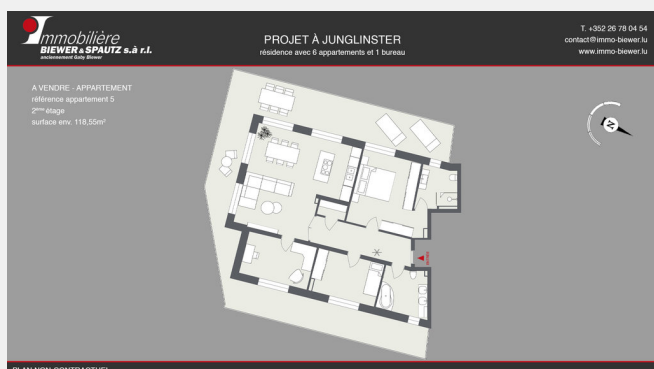 Immobilière
BIEWER & SPAUTZ s.à r.l.
anciennement Gaby Biewer
PROJET À JUNGLINSTER
résidence avec 6 appartements et 1 bureau
T. +352 26 78 04 54
contact@immo-biewer.lu
www.immo-biewer.lu
A VENDRE - APPARTEMENT
référence appartement 5
2ème étage
surface env. 118,55m²
N
PLAN NON CONTRACTUEL